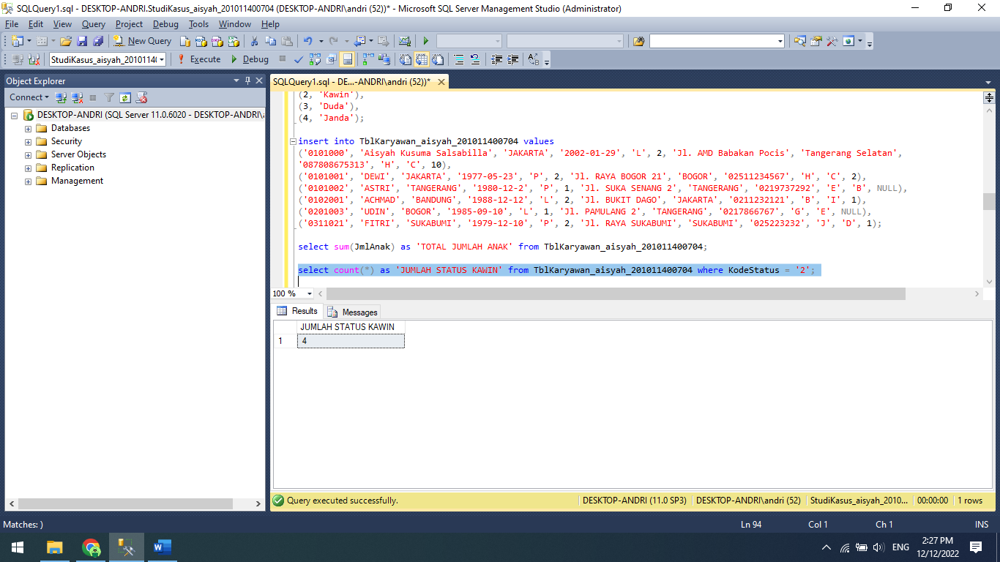 SQLQuery1.sql - DESKTOP-ANDRI.StudiKasus_aisyah_201011400704 (DESKTOP-ANDRI\andri (52))* - Microsoft SQL Server Management Studio (Administrator)
File Edit View Query Project Debug Tools Window Help
New Query
StudiKasus_aisyah_2010114( Execute Debug
Object Explorer
Connect
DESKTOP-ANDRI (SQL Server 11.0.6020 - DESKTOP-ANDRI\
Databases
Security
Server Objects
Replication
Management
SQLQuery1.sql - DE...-ANDRI\andri (52))*
(2, 'Kawin'),
(3, 'Duda'),
(4, 'Janda');
insert into TblKaryawan_aisyah_201011400704 values
('0101000', 'Aisyah Kusuma Salsabilla', 'JAKARTA', '2002-01-29', 'L', 2, 'Jl. AMD Babakan Pocis', 'Tangerang Selatan',
'087808675313', 'H', 'C', 10),
('0101001', 'DEWI', 'JAKARTA', '1977-05-23', 'P', 2, 'Jl. RAYA BOGOR 21', 'BOGOR', '02511234567', 'H', 'C', 2),
('0101002', 'ASTRI', 'TANGERANG', '1980-12-2', 'P', 1, 'Jl. SUKA SENANG 2', 'TANGERANG', '0219737292', 'E', 'B', NULL),
('0102001', 'ACHMAD', 'BANDUNG', '1988-12-12', 'L', 2, 'Jl. BUKIT DAGO', 'JAKARTA', '0211232121', 'B', 'I', 1),
('0201003', 'UDIN', 'BOGOR', '1985-09-10', 'L', 1, 'Jl. PAMULANG 2', 'TANGERANG', '0217866767', 'G', 'E', NULL),
('0311021', 'FITRI', 'SUKABUMI', '1979-12-10', 'P', 2, 'Jl. RAYA SUKABUMI', 'SUKABUMI', '025223232', 'J', 'D', 1);
select sum(JmlAnak) as 'TOTAL JUMLAH ANAK' from TblKaryawan_aisyah_201011400704;
select count(*) as 'JUMLAH STATUS KAWIN' from TblKaryawan_aisyah_201011400704 where KodeStatus = '2';
100 %
Results Messages
JUMLAH STATUS KAWIN
1 4
Query executed successfully. DESKTOP-ANDRI (11.0 SP3) DESKTOP-ANDRI\andri (52) StudiKasus_aisyah_2010... 00:00:00 1 rows
Matches: ) Ln 94 Col 1 Ch 1 INS
ENG
2:27 PM
12/12/2022